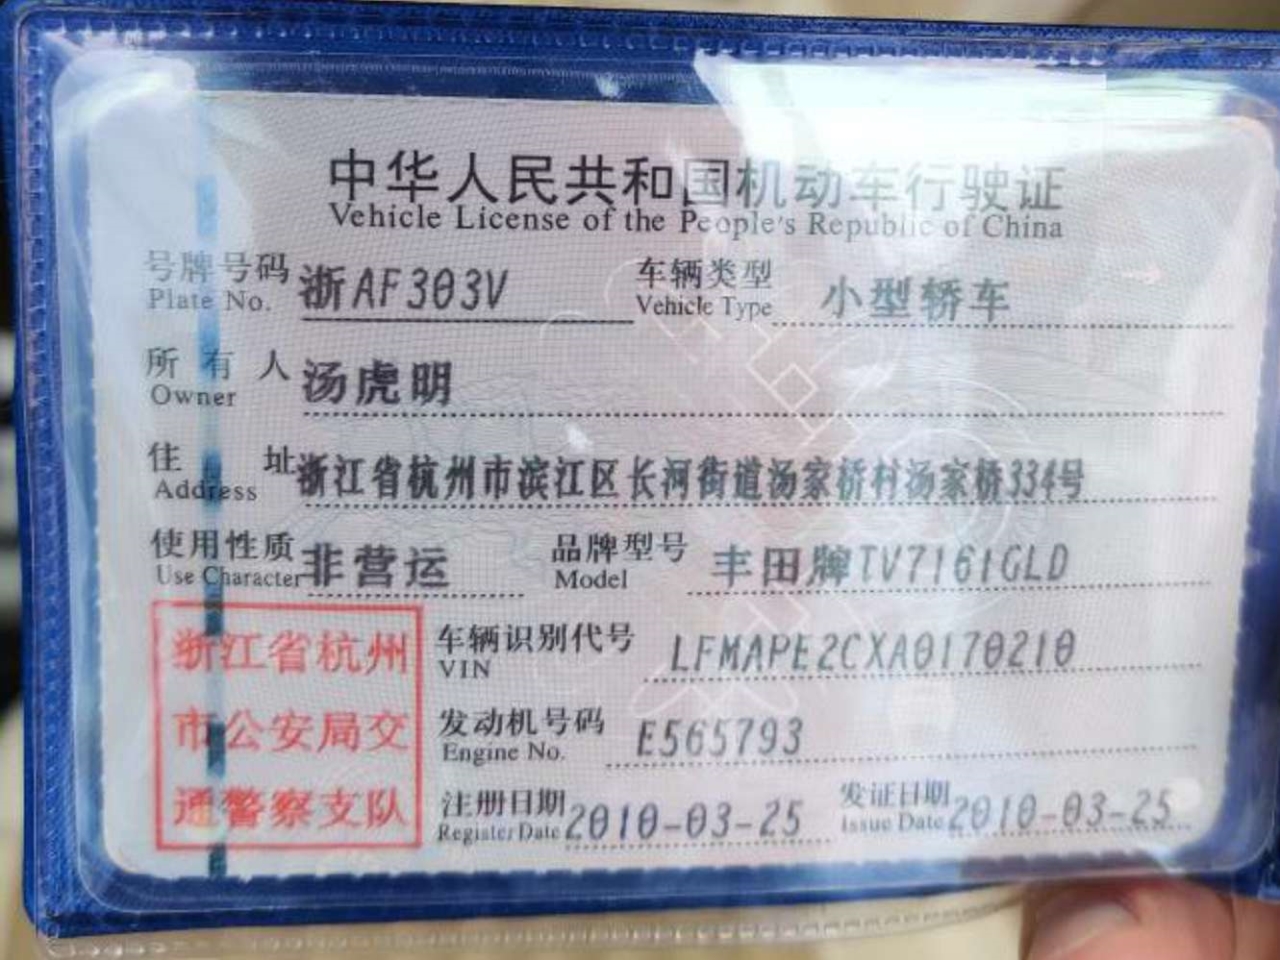 中华人民共和国机动车行驶证
Vehicle License of the People's Republic of China
号牌号码 浙AF303V 车辆类型 小型轿车
Plate No. Vehicle Type
所有人 汤虎明
Owner
住址 浙江省杭州市滨江区长河街道汤家桥村汤家桥334号
Address
使用性质 非营运 品牌型号 丰田牌TV7161GLD
Use Character Model
浙江省杭州 车辆识别代号 LFMAPE2CXA0170210
VIN
市公安局交 发动机号码 E565793
Engine No.
通警察支队 注册日期 2010-03-25 发证日期 2010-03-25
Register Date Issue Date